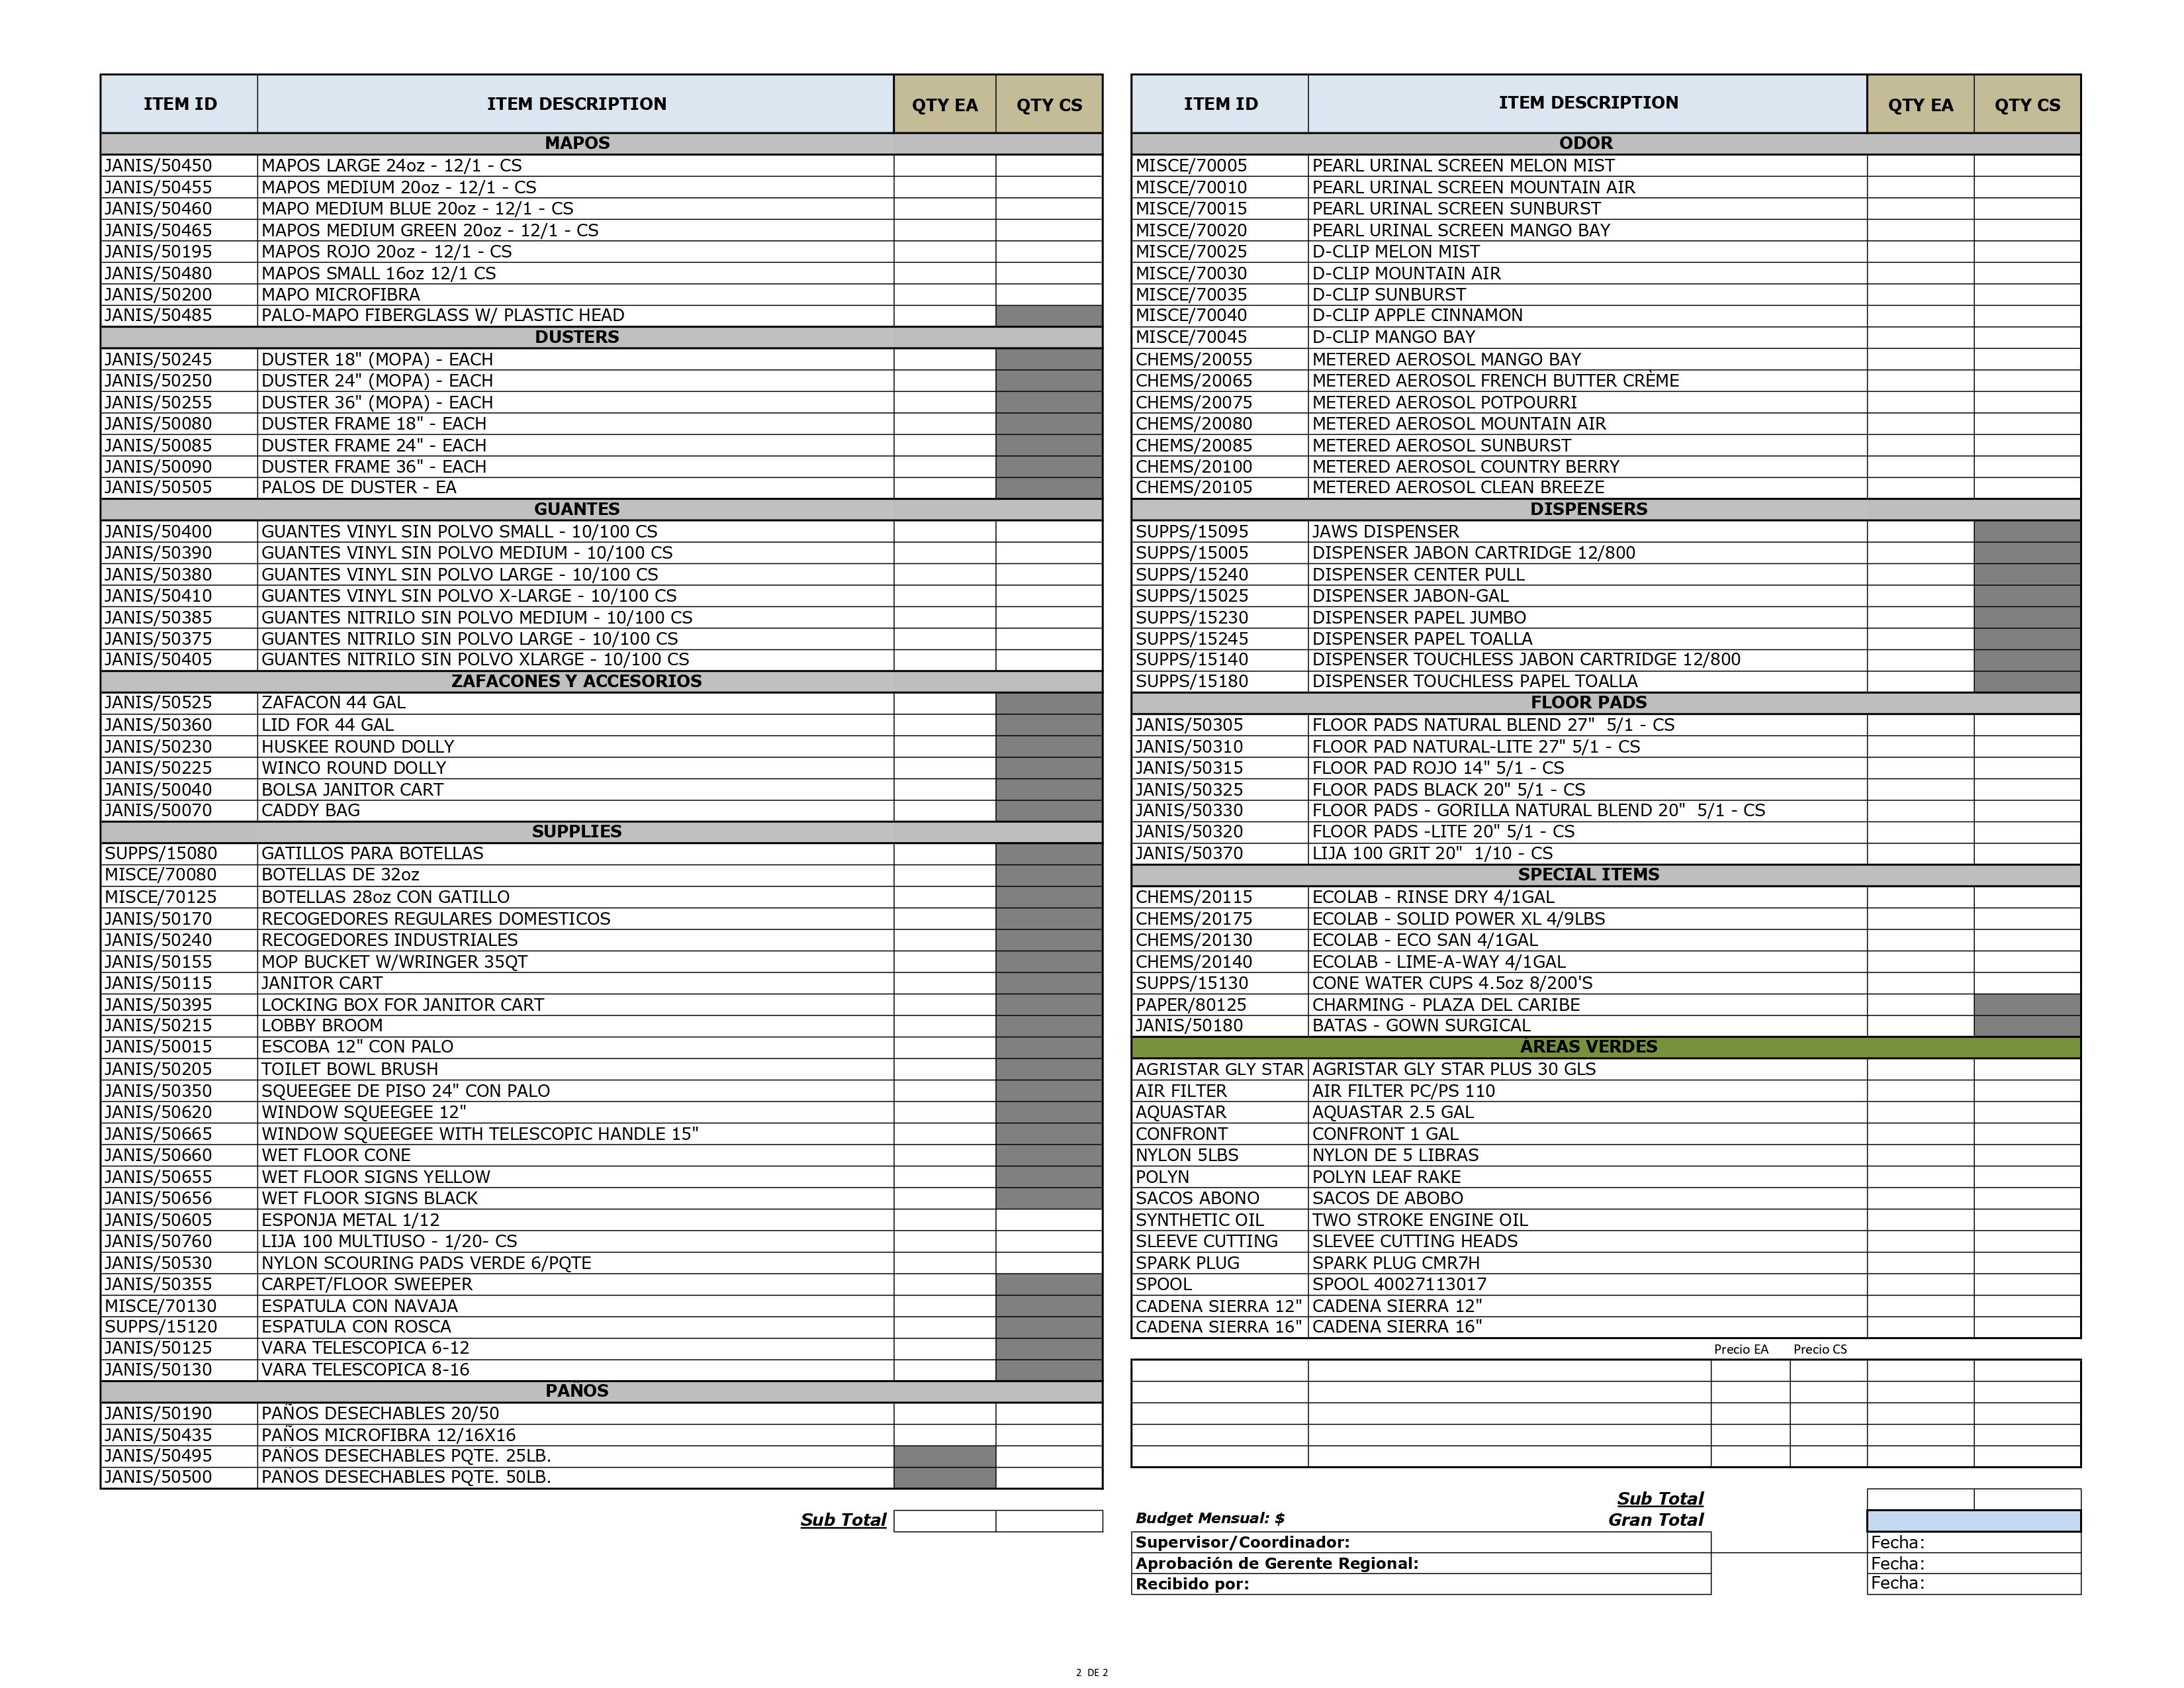 ITEM ID ITEM DESCRIPTION QTY EA QTY CS
MAPOS
JANIS/50450 MAPOS LARGE 24oz - 12/1 - CS
JANIS/50455 MAPOS MEDIUM 20oz - 12/1 - CS
JANIS/50460 MAPO MEDIUM BLUE 20oz - 12/1 - CS
JANIS/50465 MAPOS MEDIUM GREEN 20oz - 12/1 - CS
JANIS/50195 MAPOS ROJO 20oz - 12/1 - CS
JANIS/50480 MAPOS SMALL 16oz 12/1 CS
JANIS/50200 MAPO MICROFIBRA
JANIS/50485 PALO-MAPO FIBERGLASS W/ PLASTIC HEAD
DUSTERS
JANIS/50245 DUSTER 18" (MOPA) - EACH
JANIS/50250 DUSTER 24" (MOPA) - EACH
JANIS/50255 DUSTER 36" (MOPA) - EACH
JANIS/50080 DUSTER FRAME 18" - EACH
JANIS/50085 DUSTER FRAME 24" - EACH
JANIS/50090 DUSTER FRAME 36" - EACH
JANIS/50505 PALOS DE DUSTER - EA
GUANTES
JANIS/50400 GUANTES VINYL SIN POLVO SMALL - 10/100 CS
JANIS/50390 GUANTES VINYL SIN POLVO MEDIUM - 10/100 CS
JANIS/50380 GUANTES VINYL SIN POLVO LARGE - 10/100 CS
JANIS/50410 GUANTES VINYL SIN POLVO X-LARGE - 10/100 CS
JANIS/50385 GUANTES NITRILO SIN POLVO MEDIUM - 10/100 CS
JANIS/50375 GUANTES NITRILO SIN POLVO LARGE - 10/100 CS
JANIS/50405 GUANTES NITRILO SIN POLVO XLARGE - 10/100 CS
ZAFACONES Y ACCESORIOS
JANIS/50525 ZAFACON 44 GAL
JANIS/50360 LID FOR 44 GAL
JANIS/50230 HUSKEE ROUND DOLLY
JANIS/50225 WINCO ROUND DOLLY
JANIS/50040 BOLSA JANITOR CART
JANIS/50070 CADDY BAG
SUPPLIES
SUPPS/15080 GATILLOS PARA BOTELLAS
MISCE/70080 BOTELLAS DE 32oz
MISCE/70125 BOTELLAS 28oz CON GATILLO
JANIS/50170 RECOGEDORES REGULARES DOMESTICOS
JANIS/50240 RECOGEDORES INDUSTRIALES
JANIS/50155 MOP BUCKET W/WRINGER 35QT
JANIS/50115 JANITOR CART
JANIS/50395 LOCKING BOX FOR JANITOR CART
JANIS/50215 LOBBY BROOM
JANIS/50015 ESCOBA 12" CON PALO
JANIS/50205 TOILET BOWL BRUSH
JANIS/50350 SQUEEGEE DE PISO 24" CON PALO
JANIS/50620 WINDOW SQUEEGEE 12"
JANIS/50665 WINDOW SQUEEGEE WITH TELESCOPIC HANDLE 15"
JANIS/50660 WET FLOOR CONE
JANIS/50655 WET FLOOR SIGNS YELLOW
JANIS/50656 WET FLOOR SIGNS BLACK
JANIS/50605 ESPONJA METAL 1/12
JANIS/50760 LIJA 100 MULTIUSO - 1/20- CS
JANIS/50530 NYLON SCOURING PADS VERDE 6/PQTE
JANIS/50355 CARPET/FLOOR SWEEPER
MISCE/70130 ESPATULA CON NAVAJA
SUPPS/15120 ESPATULA CON ROSCA
JANIS/50125 VARA TELESCOPICA 6-12
JANIS/50130 VARA TELESCOPICA 8-16
PAÑOS
JANIS/50190 PAÑOS DESECHABLES 20/50
JANIS/50435 PAÑOS MICROFIBRA 12/16X16
JANIS/50495 PAÑOS DESECHABLES PQTE. 25LB.
JANIS/50500 PAÑOS DESECHABLES PQTE. 50LB.
Sub Total
ITEM ID ITEM DESCRIPTION QTY EA QTY CS
ODOR
MISCE/70005 PEARL URINAL SCREEN MELON MIST
MISCE/70010 PEARL URINAL SCREEN MOUNTAIN AIR
MISCE/70015 PEARL URINAL SCREEN SUNBURST
MISCE/70020 PEARL URINAL SCREEN MANGO BAY
MISCE/70025 D-CLIP MELON MIST
MISCE/70030 D-CLIP MOUNTAIN AIR
MISCE/70035 D-CLIP SUNBURST
MISCE/70040 D-CLIP APPLE CINNAMON
MISCE/70045 D-CLIP MANGO BAY
CHEMS/20055 METERED AEROSOL MANGO BAY
CHEMS/20065 METERED AEROSOL FRENCH BUTTER CRÈME
CHEMS/20075 METERED AEROSOL POTPOURRI
CHEMS/20080 METERED AEROSOL MOUNTAIN AIR
CHEMS/20085 METERED AEROSOL SUNBURST
CHEMS/20100 METERED AEROSOL COUNTRY BERRY
CHEMS/20105 METERED AEROSOL CLEAN BREEZE
DISPENSERS
SUPPS/15095 JAWS DISPENSER
SUPPS/15005 DISPENSER JABON CARTRIDGE 12/800
SUPPS/15240 DISPENSER CENTER PULL
SUPPS/15025 DISPENSER JABON-GAL
SUPPS/15230 DISPENSER PAPEL JUMBO
SUPPS/15245 DISPENSER PAPEL TOALLA
SUPPS/15140 DISPENSER TOUCHLESS JABON CARTRIDGE 12/800
SUPPS/15180 DISPENSER TOUCHLESS PAPEL TOALLA
FLOOR PADS
JANIS/50305 FLOOR PADS NATURAL BLEND 27" 5/1 - CS
JANIS/50310 FLOOR PAD NATURAL-LITE 27" 5/1 - CS
JANIS/50315 FLOOR PAD ROJO 14" 5/1 - CS
JANIS/50325 FLOOR PADS BLACK 20" 5/1 - CS
JANIS/50330 FLOOR PADS - GORILLA NATURAL BLEND 20" 5/1 - CS
JANIS/50320 FLOOR PADS -LITE 20" 5/1 - CS
JANIS/50370 LIJA 100 GRIT 20" 1/10 - CS
SPECIAL ITEMS
CHEMS/20115 ECOLAB - RINSE DRY 4/1GAL
CHEMS/20175 ECOLAB - SOLID POWER XL 4/9LBS
CHEMS/20130 ECOLAB - ECO SAN 4/1GAL
CHEMS/20140 ECOLAB - LIME-A-WAY 4/1GAL
SUPPS/15130 CONE WATER CUPS 4.5oz 8/200'S
PAPER/80125 CHARMING - PLAZA DEL CARIBE
JANIS/50180 BATAS - GOWN SURGICAL
ÁREAS VERDES
AGRISTAR GLY STAR AGRISTAR GLY STAR PLUS 30 GLS
AIR FILTER AIR FILTER PC/PS 110
AQUASTAR AQUASTAR 2.5 GAL
CONFRONT CONFRONT 1 GAL
NYLON 5LBS NYLON DE 5 LIBRAS
POLYN POLYN LEAF RAKE
SACOS ABONO SACOS DE ABOBO
SYNTHETIC OIL TWO STROKE ENGINE OIL
SLEEVE CUTTING SLEVEE CUTTING HEADS
SPARK PLUG SPARK PLUG CMR7H
SPOOL SPOOL 40027113017
CADENA SIERRA 12" CADENA SIERRA 12"
CADENA SIERRA 16" CADENA SIERRA 16"
Precio EA Precio CS
Sub Total
Budget Mensual: $ Gran Total
Supervisor/Coordinador: Fecha:
Aprobación de Gerente Regional: Fecha:
Recibido por: Fecha:
2 DE 2